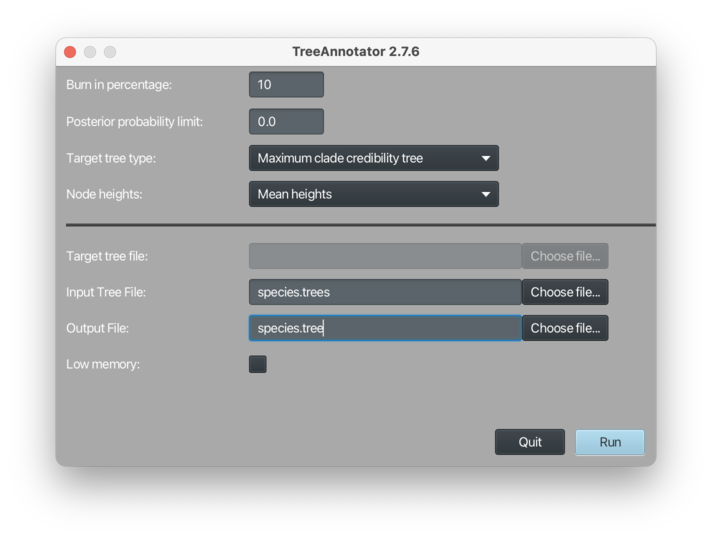 TreeAnnotator 2.7.6
Burn in percentage: 10
Posterior probability limit: 0.0
Target tree type: Maximum clade credibility tree
Node heights: Mean heights
Target tree file: Choose file...
Input Tree File: species.trees Choose file...
Output File: species.tree Choose file...
Low memory:
Quit Run